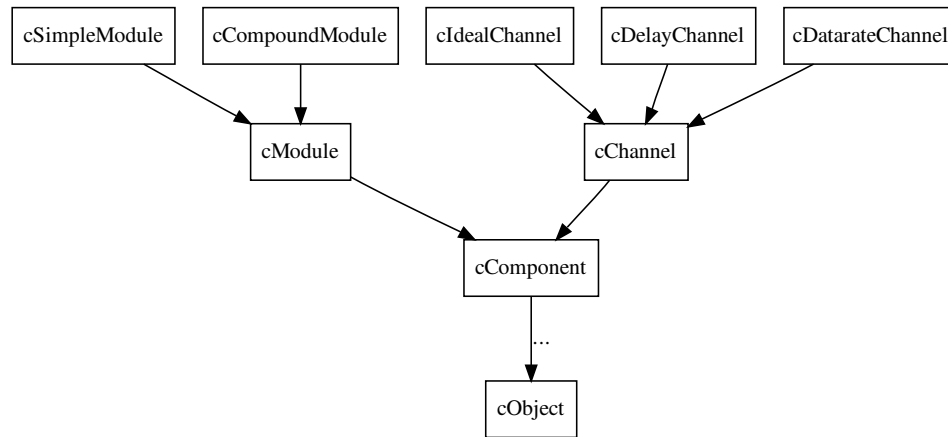 cSimpleModule
cCompoundModule
cIdealChannel
cDelayChannel
cDatarateChannel
cModule
cChannel
cComponent
...
cObject